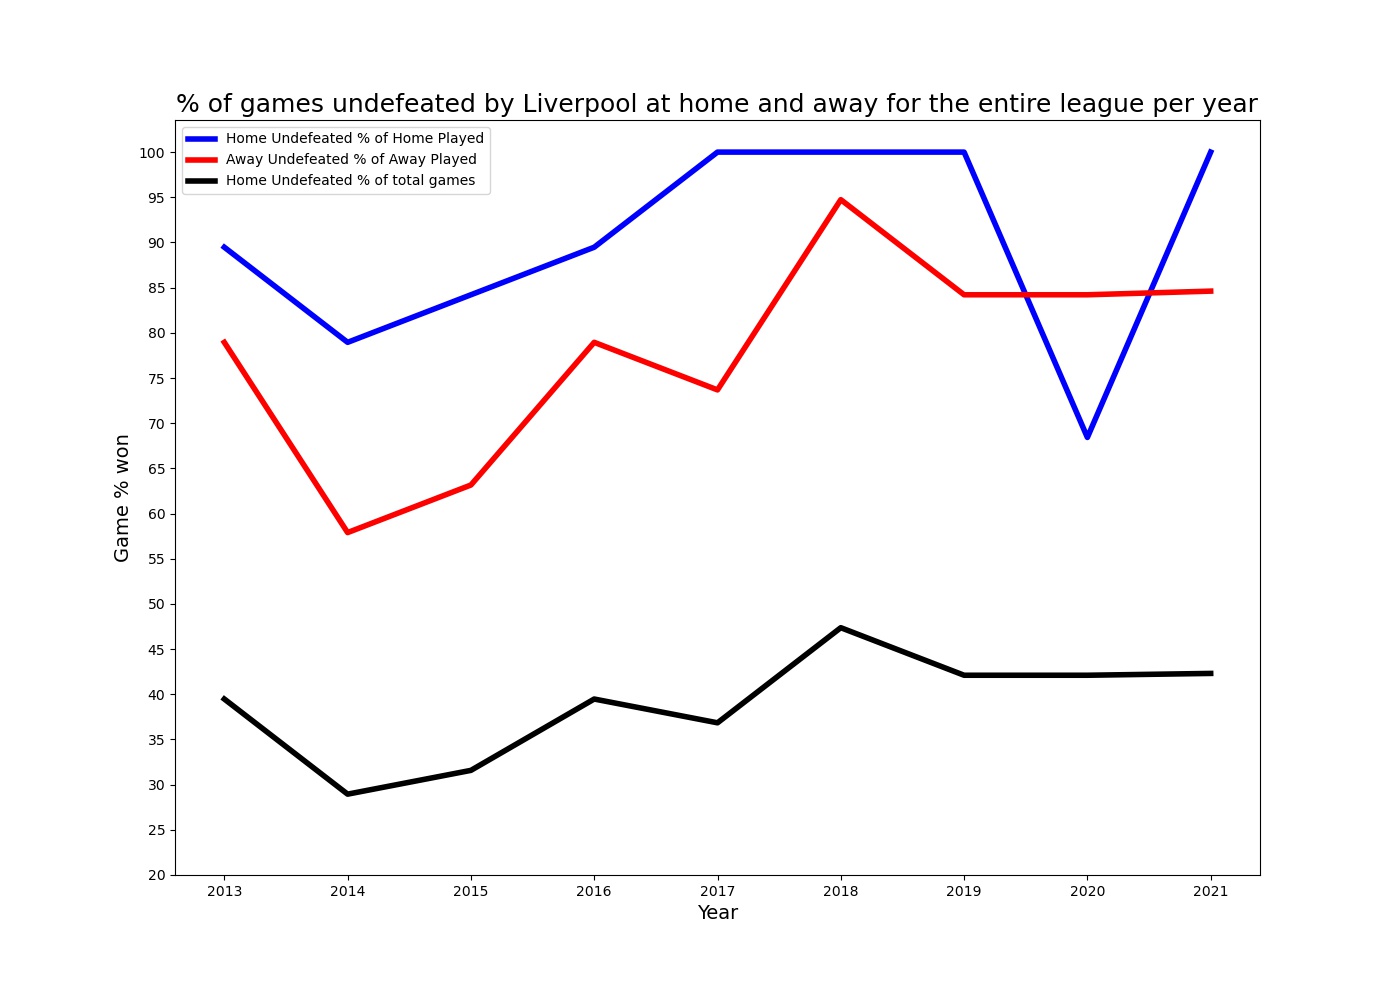 % of games undefeated by Liverpool at home and away for the entire league per year
Home Undefeated % of Home Played
Away Undefeated % of Away Played
Home Undefeated % of total games
100
95
90
85
80
75
70
65
60
55
50
45
40
35
30
25
20
Game % won
2013 2014 2015 2016 2017 2018 2019 2020 2021
Year